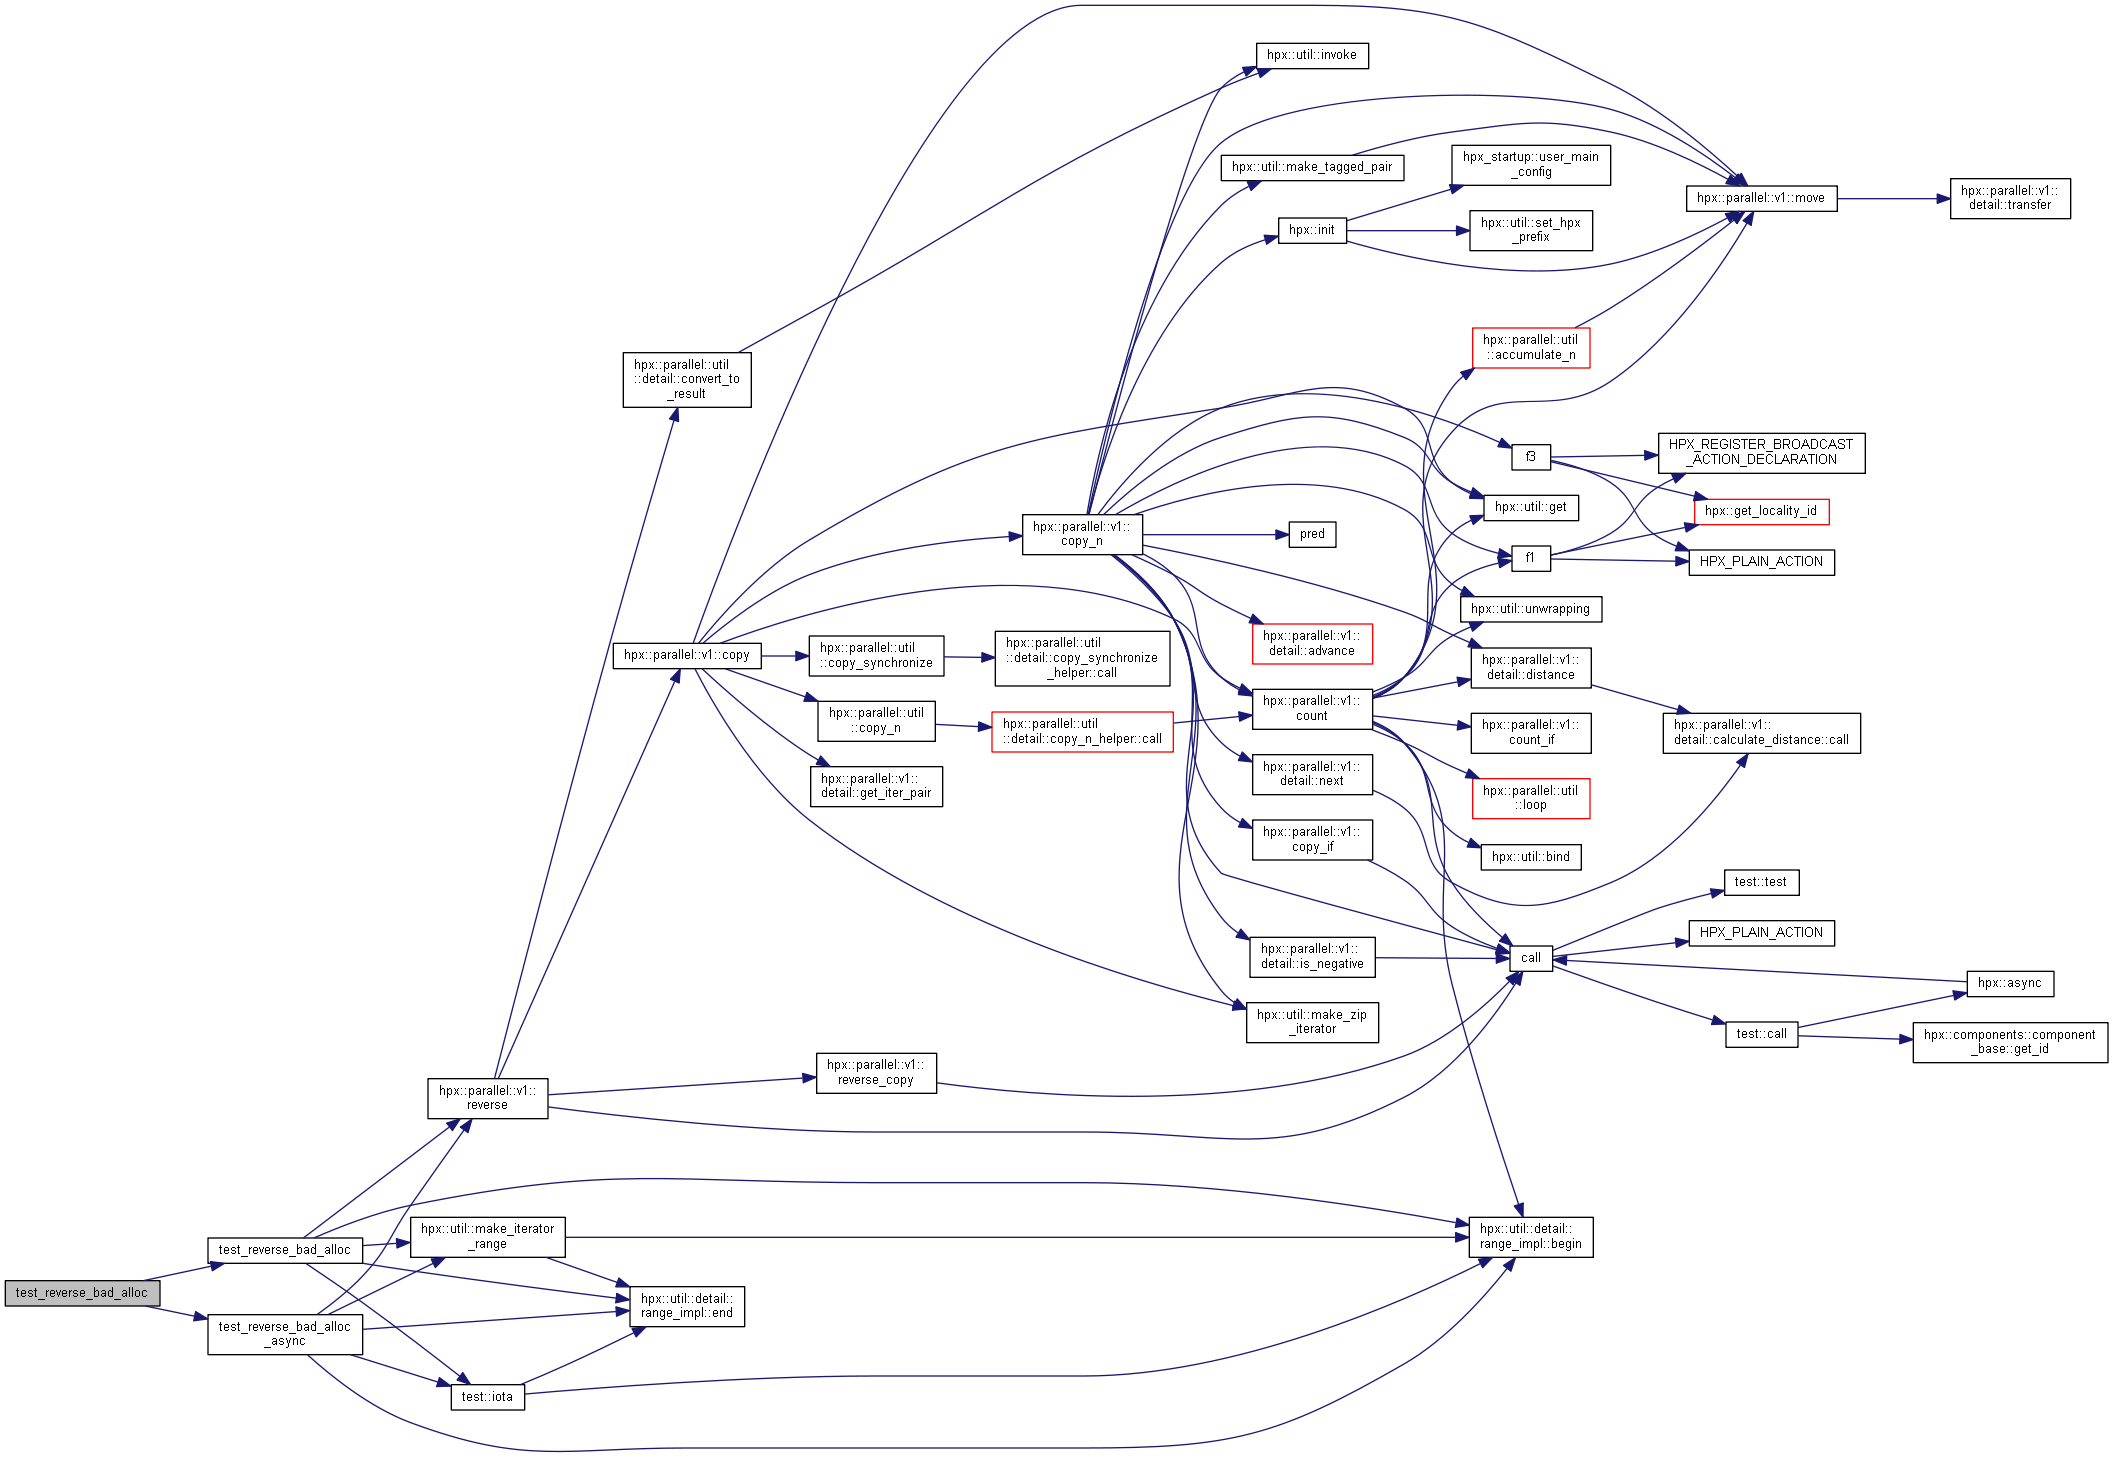 hpx::util::invoke
hpx_startup::user_main
_config
hpx::util::make_tagged_pair
hpx::parallel::v1::move
hpx::parallel::v1::
detail::transfer
hpx::init
hpx::util::set_hpx
_prefix
hpx::parallel::util
::accumulate_n
hpx::parallel::util
::detail::convert_to
_result
f3
HPX_REGISTER_BROADCAST
_ACTION_DECLARATION
hpx::util::get
hpx::get_locality_id
hpx::parallel::v1::
copy_n
pred
f1
HPX_PLAIN_ACTION
hpx::util::unwrapping
hpx::parallel::v1::copy
hpx::parallel::util
::copy_synchronize
hpx::parallel::util
::detail::copy_synchronize
_helper::call
hpx::parallel::v1::
detail::advance
hpx::parallel::v1::
detail::distance
hpx::parallel::util
::copy_n
hpx::parallel::util
::detail::copy_n_helper::call
hpx::parallel::v1::
count
hpx::parallel::v1::
count_if
hpx::parallel::v1::
detail::calculate_distance::call
hpx::parallel::v1::
detail::get_iter_pair
hpx::parallel::v1::
detail::next
hpx::parallel::util
::loop
hpx::parallel::v1::
copy_if
hpx::util::bind
test::test
HPX_PLAIN_ACTION
hpx::parallel::v1::
detail::is_negative
call
hpx::async
hpx::util::make_zip
_iterator
test::call
hpx::components::component
_base::get_id
hpx::parallel::v1::
reverse
hpx::parallel::v1::
reverse_copy
test_reverse_bad_alloc
hpx::util::make_iterator
_range
hpx::util::detail::
range_impl::begin
test_reverse_bad_alloc
test_reverse_bad_alloc
_async
hpx::util::detail::
range_impl::end
test::iota